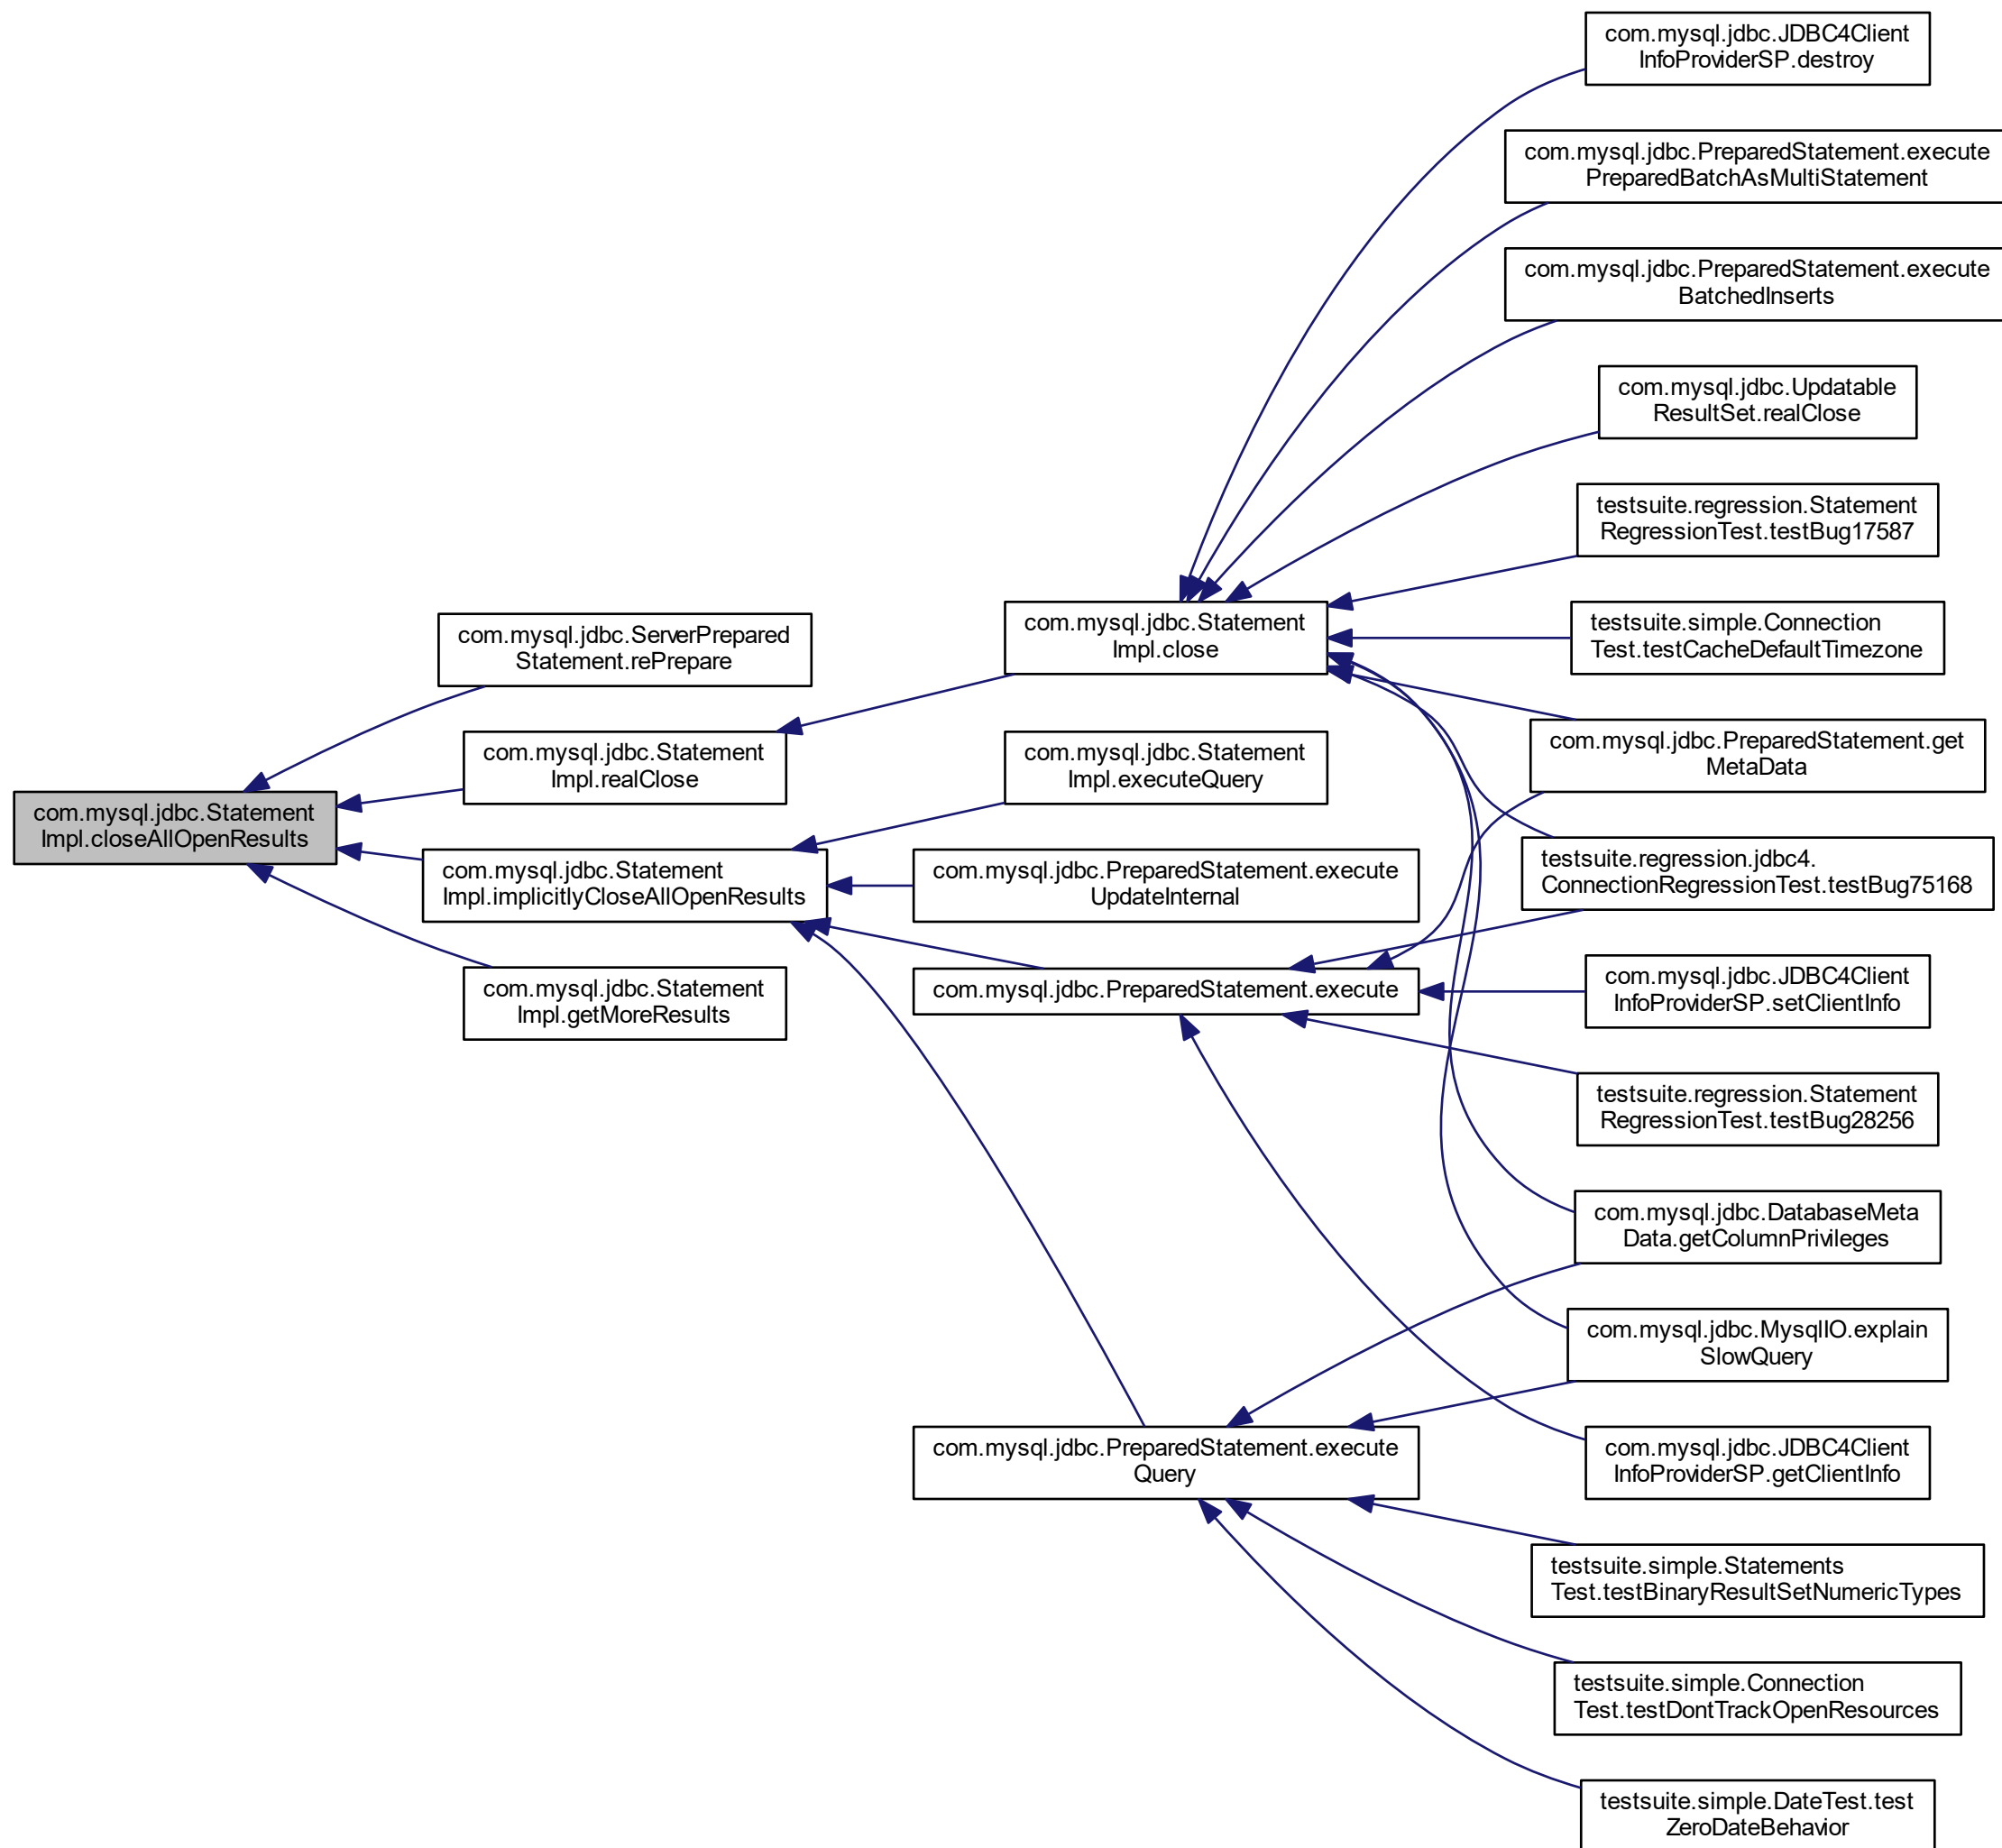 com.mysql.jdbc.JDBC4Client
InfoProviderSP.destroy
com.mysql.jdbc.PreparedStatement.execute
PreparedBatchAsMultiStatement
com.mysql.jdbc.PreparedStatement.execute
BatchedInserts
com.mysql.jdbc.Updatable
ResultSet.realClose
testsuite.regression.Statement
RegressionTest.testBug17587
com.mysql.jdbc.Statement
Impl.close
testsuite.simple.Connection
Test.testCacheDefaultTimezone
com.mysql.jdbc.ServerPrepared
Statement.rePrepare
com.mysql.jdbc.PreparedStatement.get
MetaData
com.mysql.jdbc.Statement
Impl.realClose
com.mysql.jdbc.Statement
Impl.executeQuery
com.mysql.jdbc.Statement
Impl.closeAllOpenResults
testsuite.regression.jdbc4.
ConnectionRegressionTest.testBug75168
com.mysql.jdbc.Statement
Impl.implicitlyCloseAllOpenResults
com.mysql.jdbc.PreparedStatement.execute
UpdateInternal
com.mysql.jdbc.Statement
Impl.getMoreResults
com.mysql.jdbc.PreparedStatement.execute
com.mysql.jdbc.JDBC4Client
InfoProviderSP.setClientInfo
testsuite.regression.Statement
RegressionTest.testBug28256
com.mysql.jdbc.DatabaseMeta
Data.getColumnPrivileges
com.mysql.jdbc.MysqlIO.explain
SlowQuery
com.mysql.jdbc.PreparedStatement.execute
Query
com.mysql.jdbc.JDBC4Client
InfoProviderSP.getClientInfo
testsuite.simple.Statements
Test.testBinaryResultSetNumericTypes
testsuite.simple.Connection
Test.testDontTrackOpenResources
testsuite.simple.DateTest.test
ZeroDateBehavior